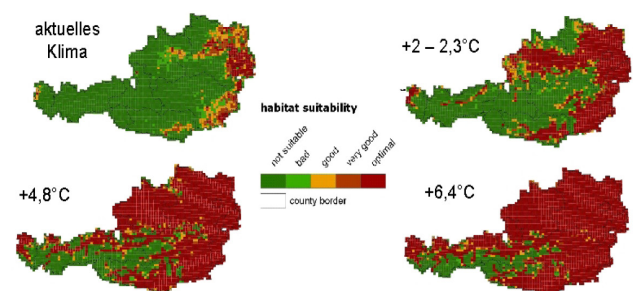 aktuelles
Klima
+2 – 2,3°C
habitat suitability
not suitable
bad
good
very good
optimal
county border
+4,8°C
+6,4°C